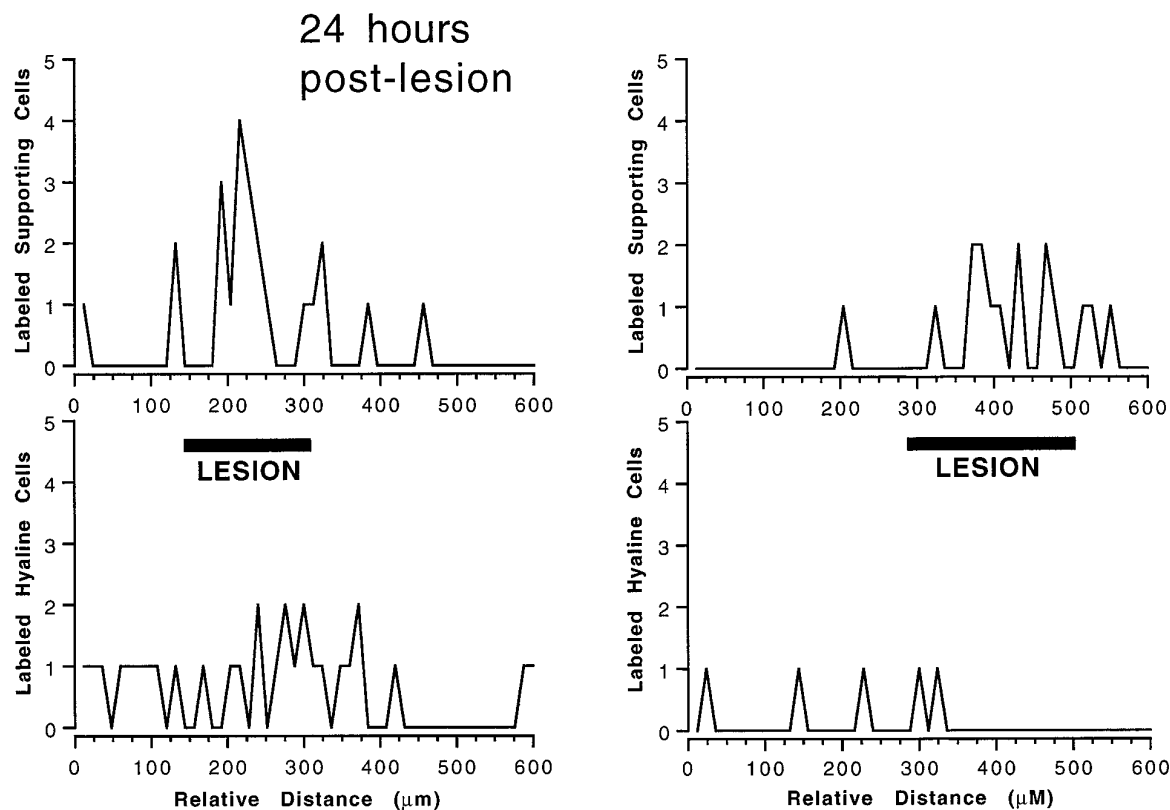 24 hours
post-lesion
Labeled Supporting Cells
5
4
3
2
1
0
0 100 200 300 400 500 600
Labeled Supporting Cells
5
4
3
2
1
0
0 100 200 300 400 500 600
LESION
Labeled Hyaline Cells
5
4
3
2
1
0
0 100 200 300 400 500 600
Relative Distance (μm)
LESION
Labeled Hyaline Cells
5
4
3
2
1
0
0 100 200 300 400 500 600
Relative Distance (μM)